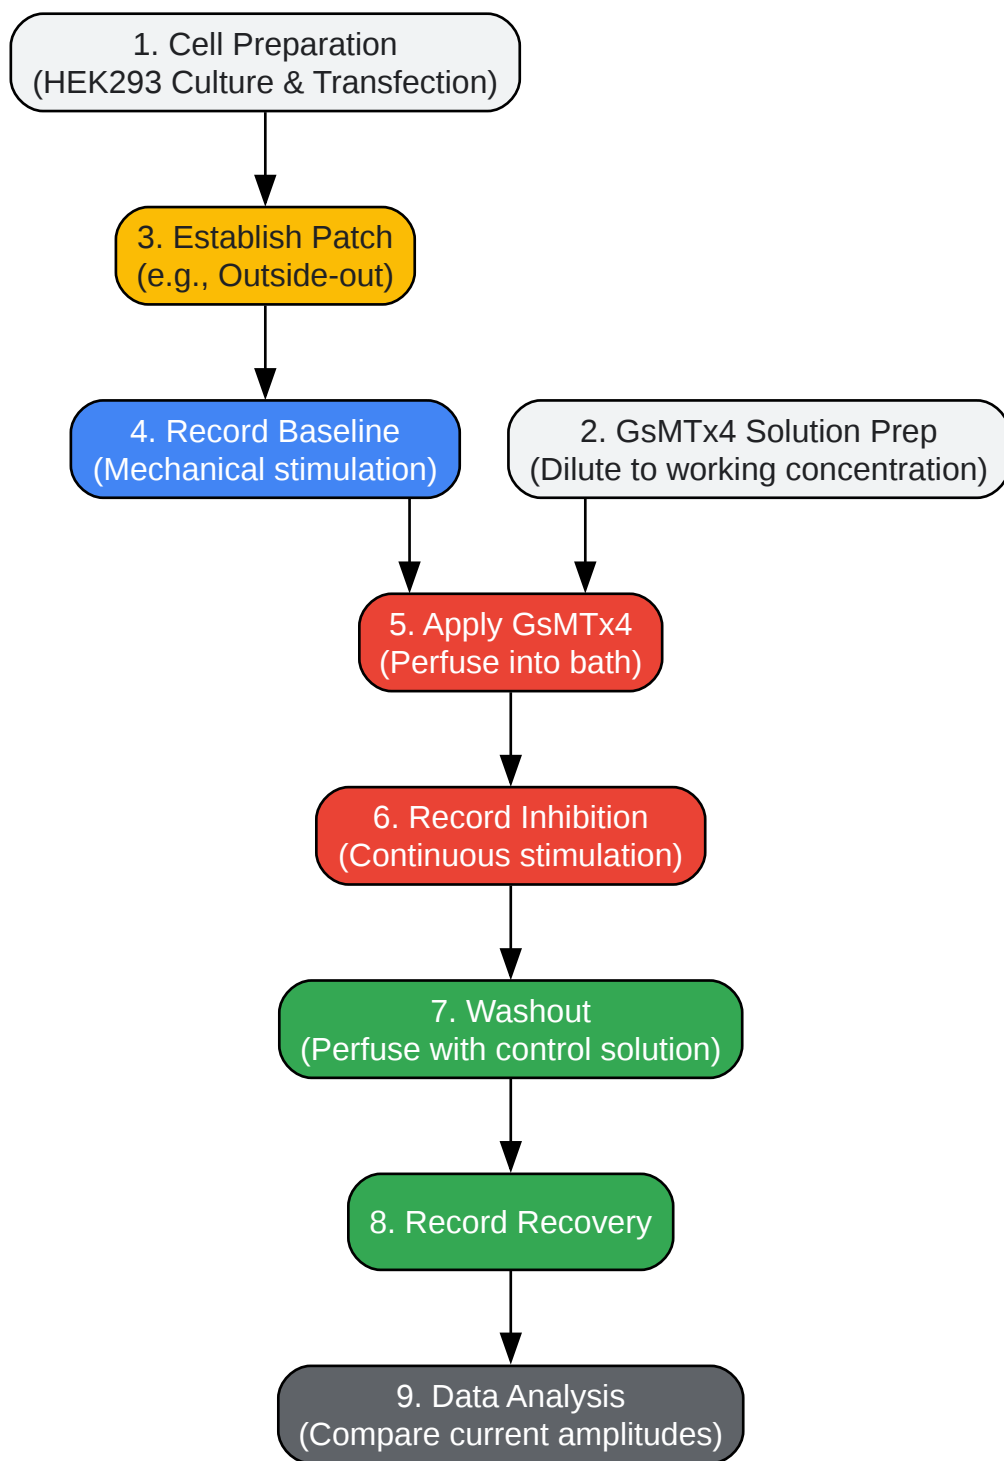 1. Cell Preparation
(HEK293 Culture & Transfection)
3. Establish Patch
(e.g., Outside-out)
4. Record Baseline
(Mechanical stimulation)
2. GsMTx4 Solution Prep
(Dilute to working concentration)
5. Apply GsMTx4
(Perfuse into bath)
6. Record Inhibition
(Continuous stimulation)
7. Washout
(Perfuse with control solution)
8. Record Recovery
9. Data Analysis
(Compare current amplitudes)